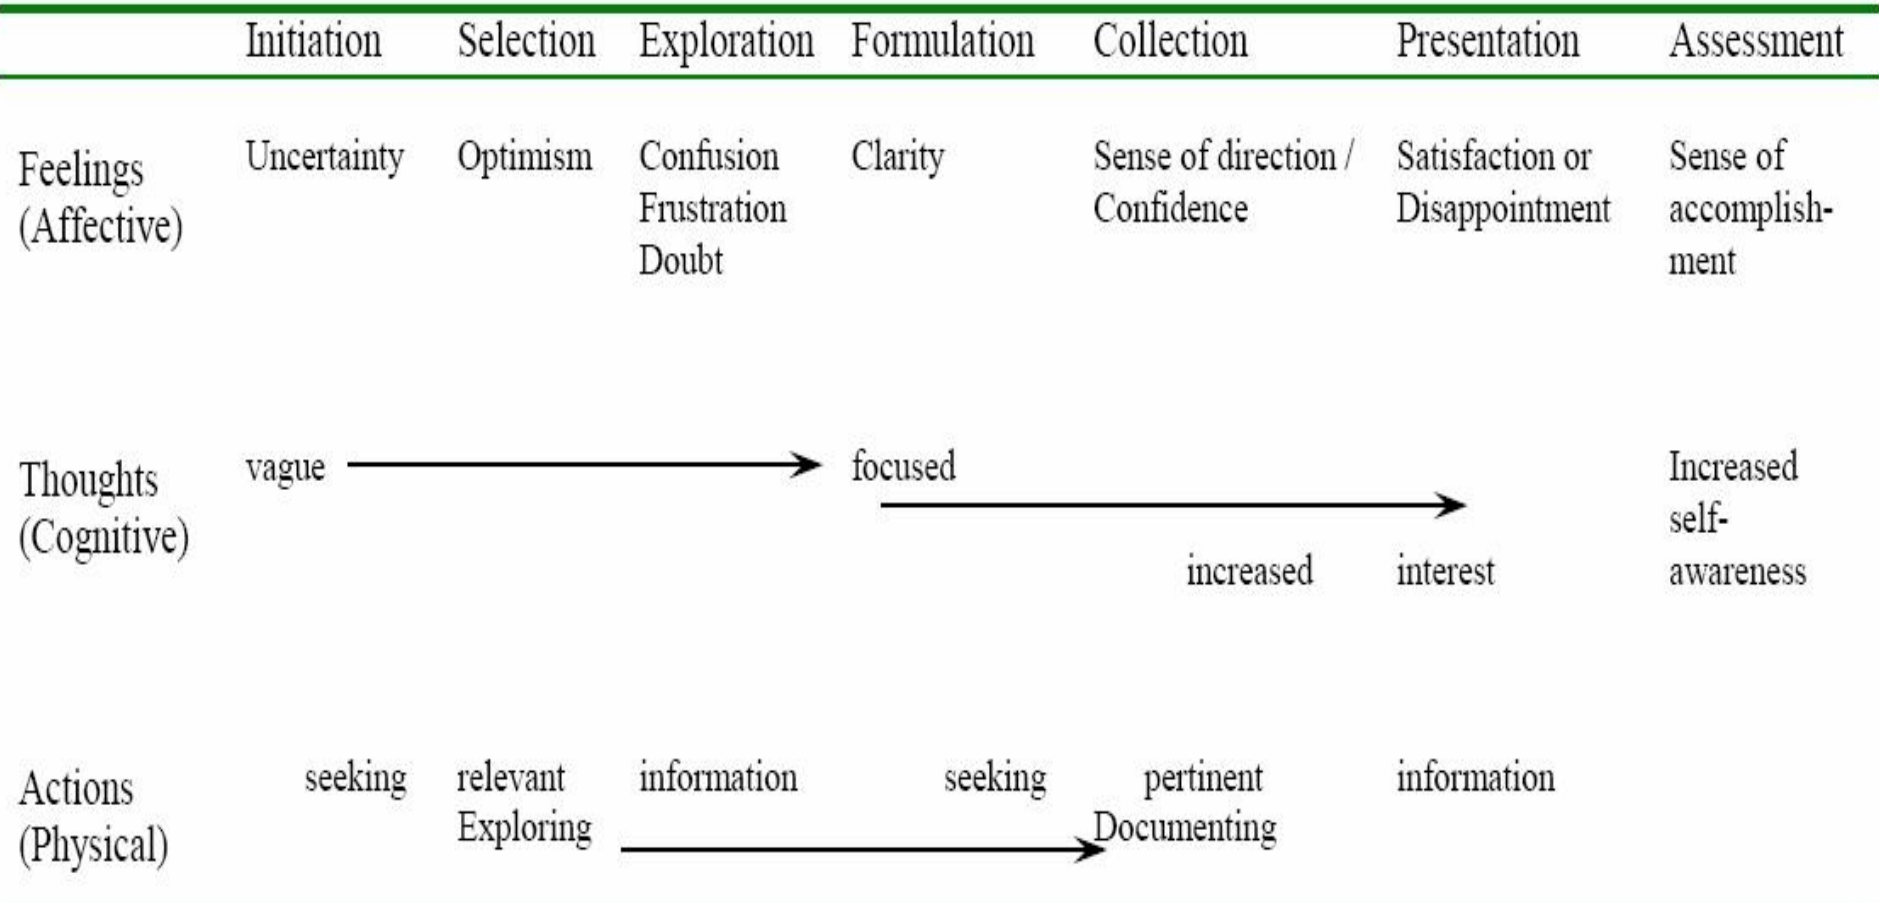 Initiation Selection Exploration Formulation Collection Presentation Assessment
Feelings Uncertainty Optimism Confusion Clarity Sense of direction / Satisfaction or Sense of
(Affective) Frustration Confidence Disappointment accomplish-
Doubt ment
Thoughts vague focused Increased
(Cognitive) self-
increased interest awareness
Actions seeking relevant information seeking pertinent information
(Physical) Exploring Documenting